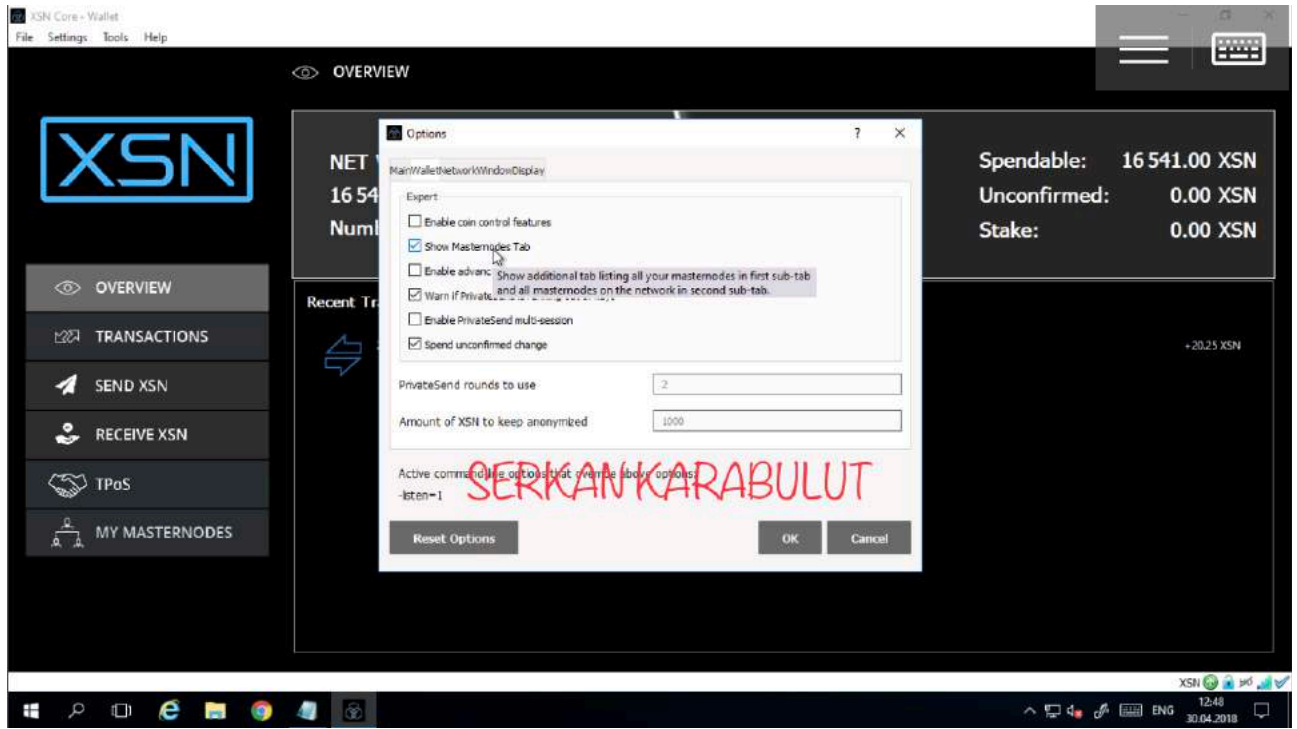 XSN Core - Wallet
File Settings Tools Help
OVERVIEW
XSN
NET
16 54
Spendable: 16 541.00 XSN
Unconfirmed: 0.00 XSN
Stake: 0.00 XSN
OVERVIEW
TRANSACTIONS
SEND XSN
RECEIVE XSN
TPoS
MY MASTERNODES
Recent Tr
+20.25 XSN
Options
Main Wallet Network Window Display
Expert
Enable coin control features
Show Masternodes Tab
Enable advanc
Show additional tab listing all your masternodes in first sub-tab
and all masternodes on the network in second sub-tab.
Warn if Private
Enable PrivateSend multi-session
Spend unconfirmed change
PrivateSend rounds to use 2
Amount of XSN to keep anonymized 1000
Active command-line options that override above options:
-listen=1
SERKAN KARABULUT
Reset Options OK Cancel
XSN
ENG
12:48
30.04.2018